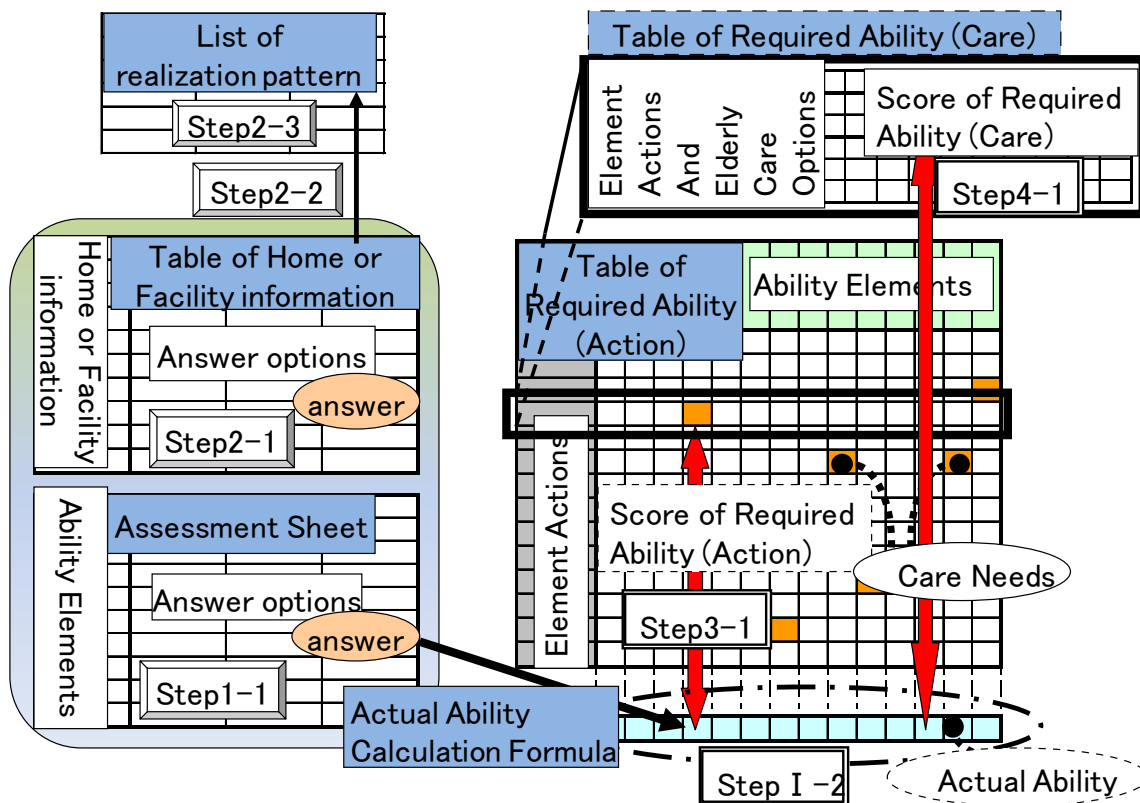 List of
realization pattern
Step2-3
Step2-2
Home or Facility
information
Table of Home or
Facility information
Answer options
answer
Step2-1
Ability Elements
Assessment Sheet
Answer options
answer
Step1-1
Actual Ability
Calculation Formula
Table of Required Ability (Care)
Element
Actions
And
Elderly
Care
Options
Score of Required
Ability (Care)
Step4-1
Table of
Required Ability
(Action)
Ability Elements
Element Actions
Score of Required
Ability (Action)
Step3-1
Care Needs
Step Ⅰ-2
Actual Ability